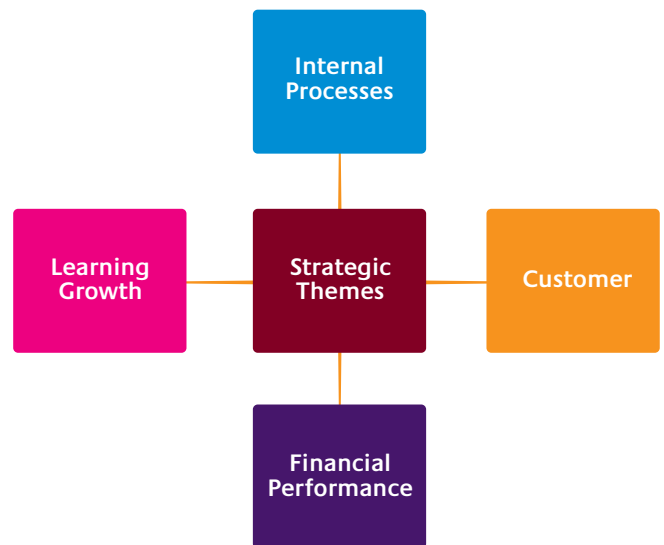 Internal
Processes
Learning
Growth
Strategic
Themes
Customer
Financial
Performance